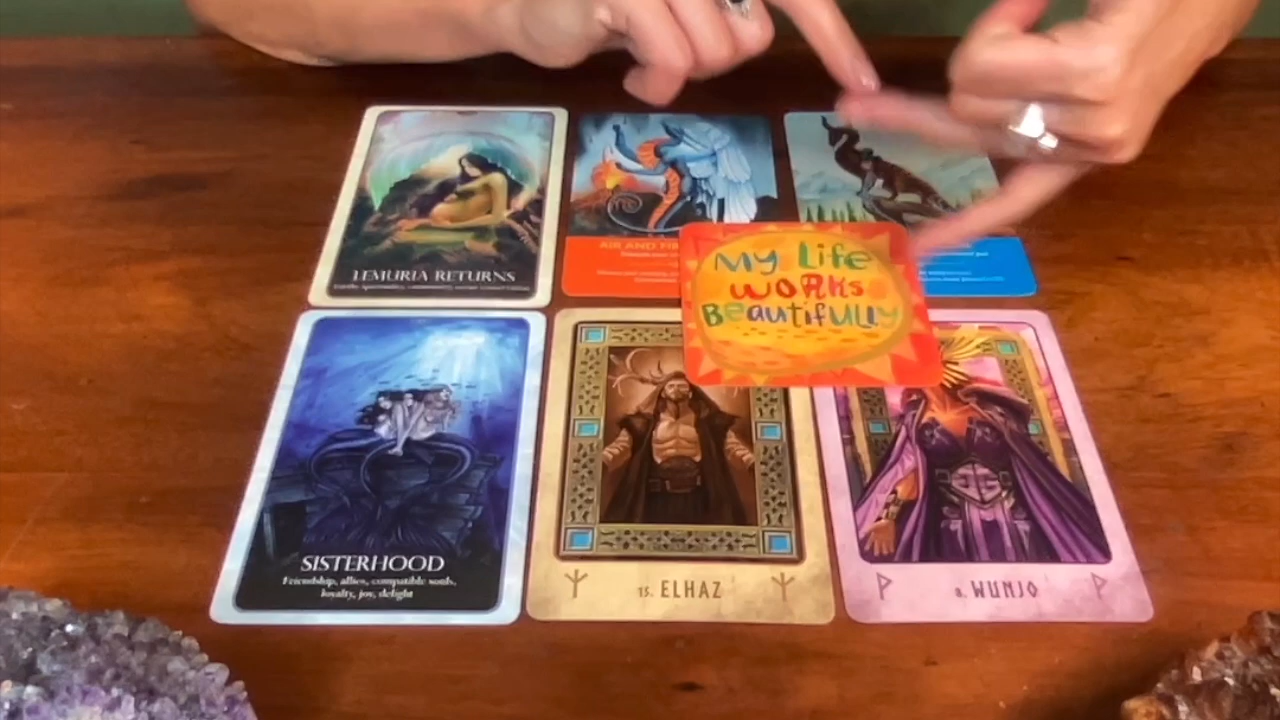 LEMURIA RETURNS
AIR AND
MY LiFe
WORKS
BeautifULLY
SISTERHOOD
Friendship, allies, compatible souls,
loyalty, joy, delight
15. ELHAZ
8. WUNJO